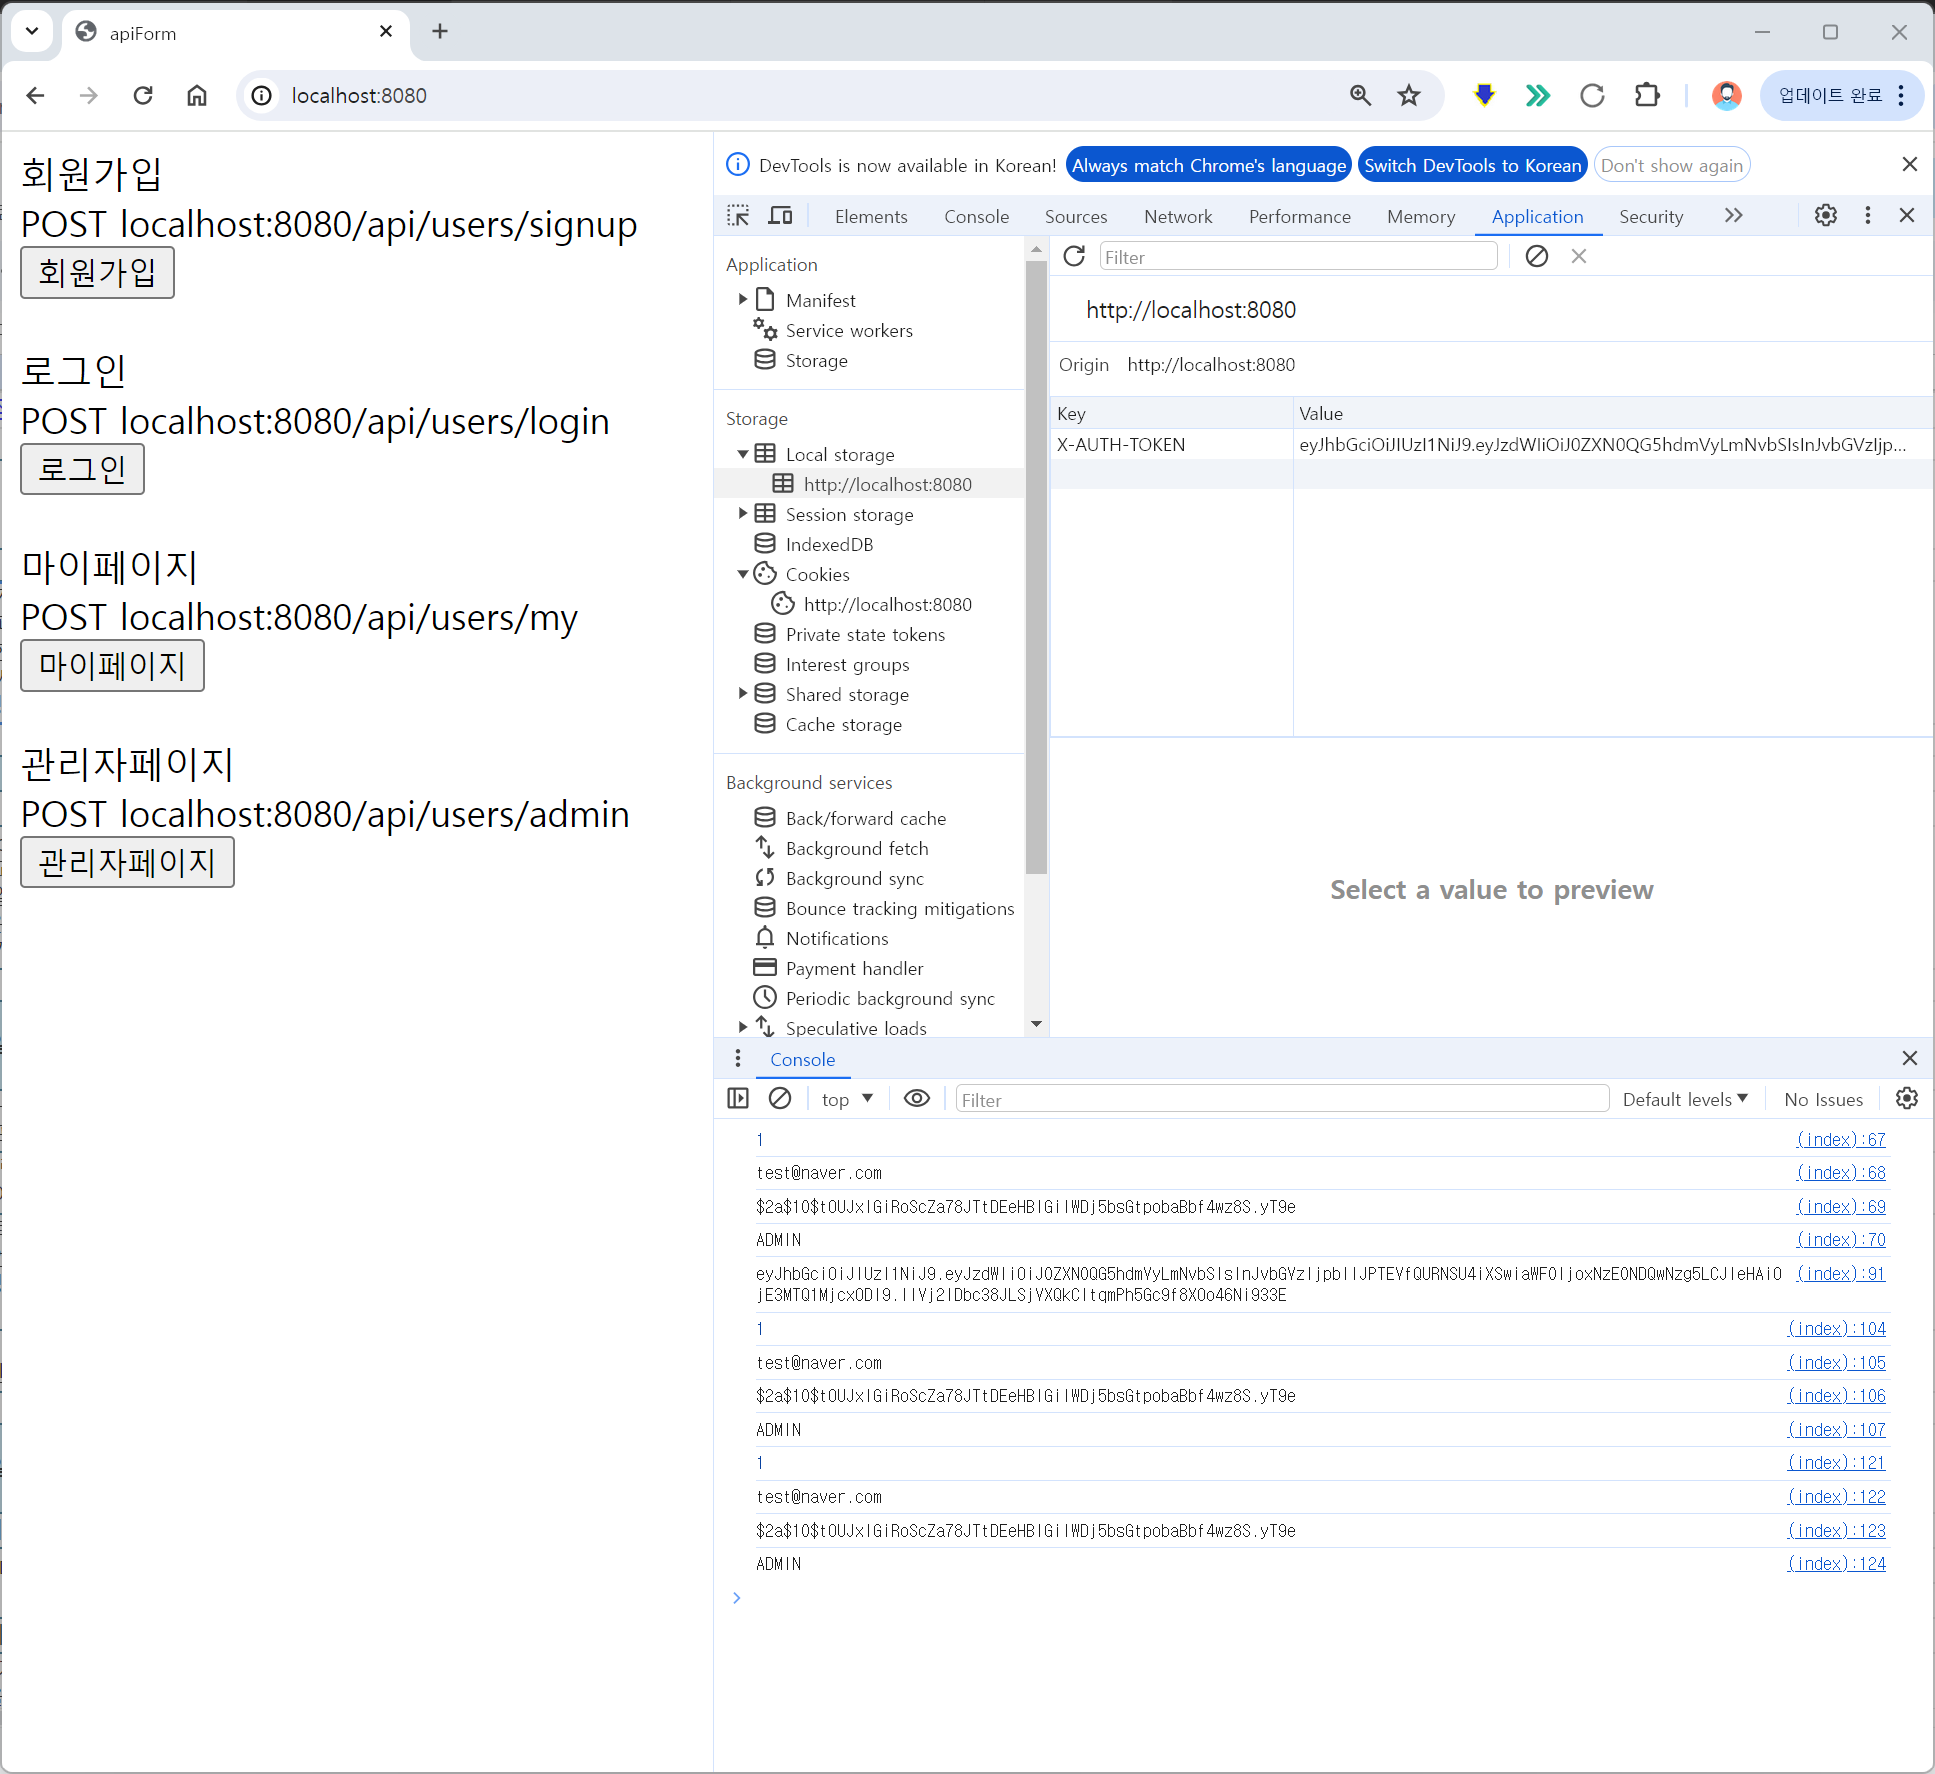 apiForm
localhost:8080
업데이트 완료
회원가입
POST localhost:8080/api/users/signup
회원가입
로그인
POST localhost:8080/api/users/login
로그인
마이페이지
POST localhost:8080/api/users/my
마이페이지
관리자페이지
POST localhost:8080/api/users/admin
관리자페이지
DevTools is now available in Korean!
Always match Chrome's language
Switch DevTools to Korean
Don't show again
Elements
Console
Sources
Network
Performance
Memory
Application
Security
Application
Manifest
Service workers
Storage
Storage
Local storage
http://localhost:8080
Session storage
IndexedDB
Cookies
http://localhost:8080
Private state tokens
Interest groups
Shared storage
Cache storage
Background services
Back/forward cache
Background fetch
Background sync
Bounce tracking mitigations
Notifications
Payment handler
Periodic background sync
Speculative loads
Filter
http://localhost:8080
Origin http://localhost:8080
Key Value
X-AUTH-TOKEN eyJhbGciOiJIUzI1NiJ9.eyJzdWIiOiJ0ZXN0QG5hdmVyLmNvbSIsInJvbGVzIjp...
Select a value to preview
Console
top
Filter
Default levels
No Issues
1 (index):67
test@naver.com (index):68
$2a$10$tOUJxIGiRoScZa78JTtDEeHBIGiIWDj5bsGtpobaBbf4wz8S.yT9e (index):69
ADMIN (index):70
eyJhbGciOiJIUzI1NiJ9.eyJzdWIiOiJ0ZXN0QG5hdmVyLmNvbSIsInJvbGVzIjpbIlJPTEVfQURNSU4iXSwiaWF0IjoxNzE0NDQwNzg5LCJleHAiO (index):91
jE3MTQ1MjcxODl9.IIVj2IDbc38JLSjVXQkCItqmPh5Gc9f8XOo46Ni933E
1 (index):104
test@naver.com (index):105
$2a$10$tOUJxIGiRoScZa78JTtDEeHBIGiIWDj5bsGtpobaBbf4wz8S.yT9e (index):106
ADMIN (index):107
1 (index):121
test@naver.com (index):122
$2a$10$tOUJxIGiRoScZa78JTtDEeHBIGiIWDj5bsGtpobaBbf4wz8S.yT9e (index):123
ADMIN (index):124